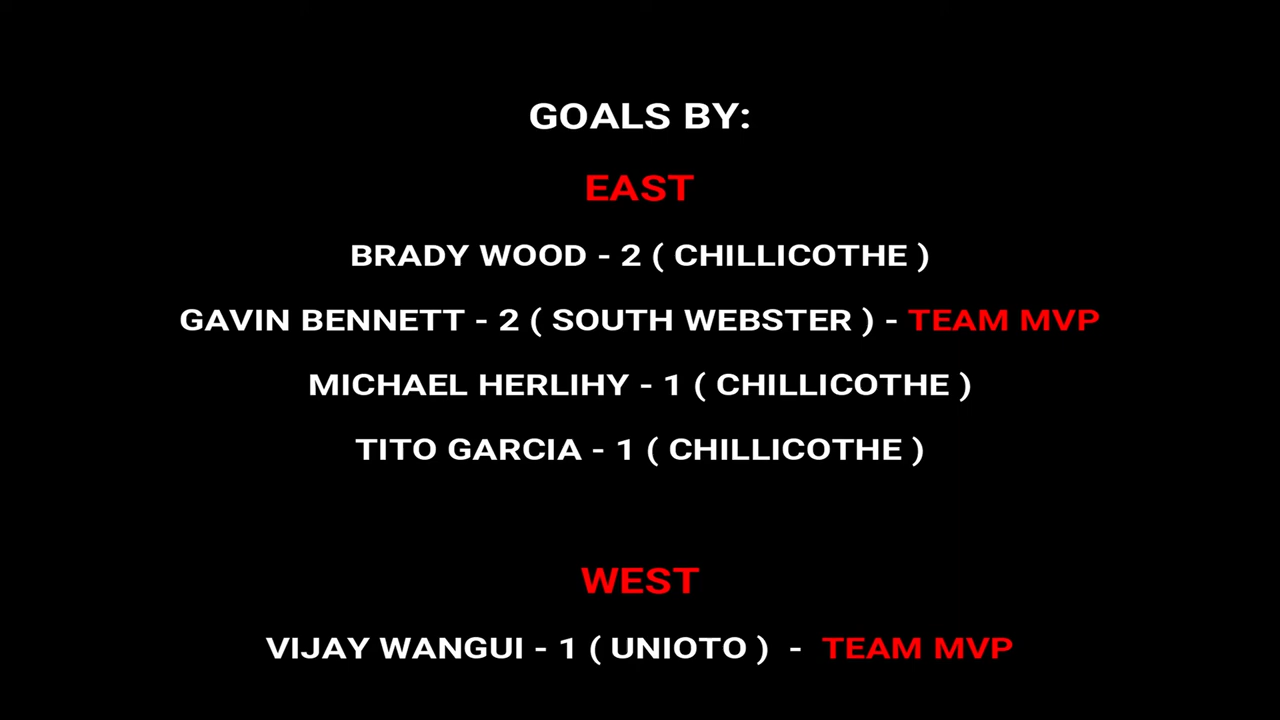 GOALS BY:
EAST
BRADY WOOD - 2 ( CHILLICOTHE )
GAVIN BENNETT - 2 ( SOUTH WEBSTER ) - TEAM MVP
MICHAEL HERLIHY - 1 ( CHILLICOTHE )
TITO GARCIA - 1 ( CHILLICOTHE )
WEST
VIJAY WANGUI - 1 ( UNIOTO ) - TEAM MVP